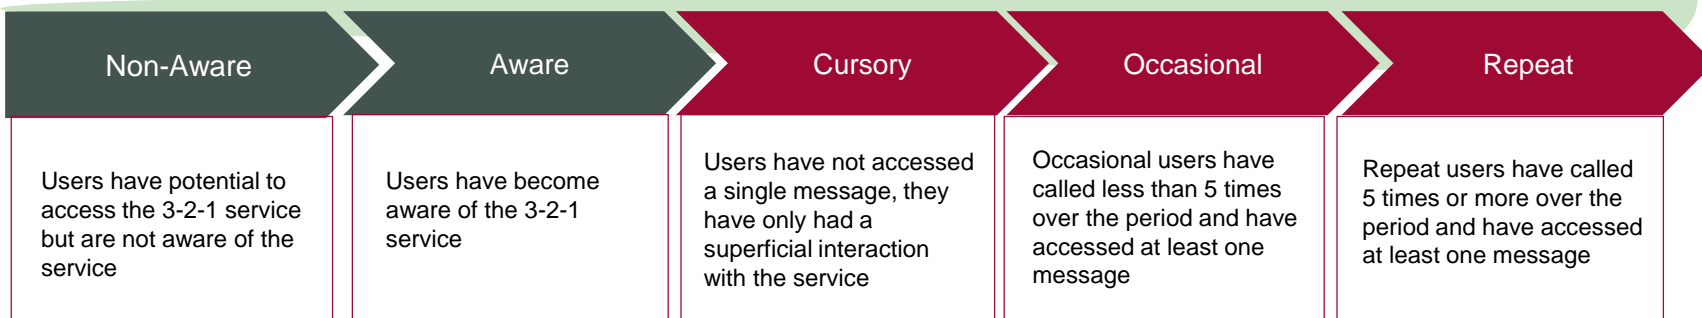 Non-Aware
Aware
Cursory
Occasional
Repeat
Users have potential to
access the 3-2-1 service
but are not aware of the
service
Users have become
aware of the 3-2-1
service
Users have not accessed
a single message, they
have only had a
superficial interaction
with the service
Occasional users have
called less than 5 times
over the period and have
accessed at least one
message
Repeat users have called
5 times or more over the
period and have accessed
at least one message